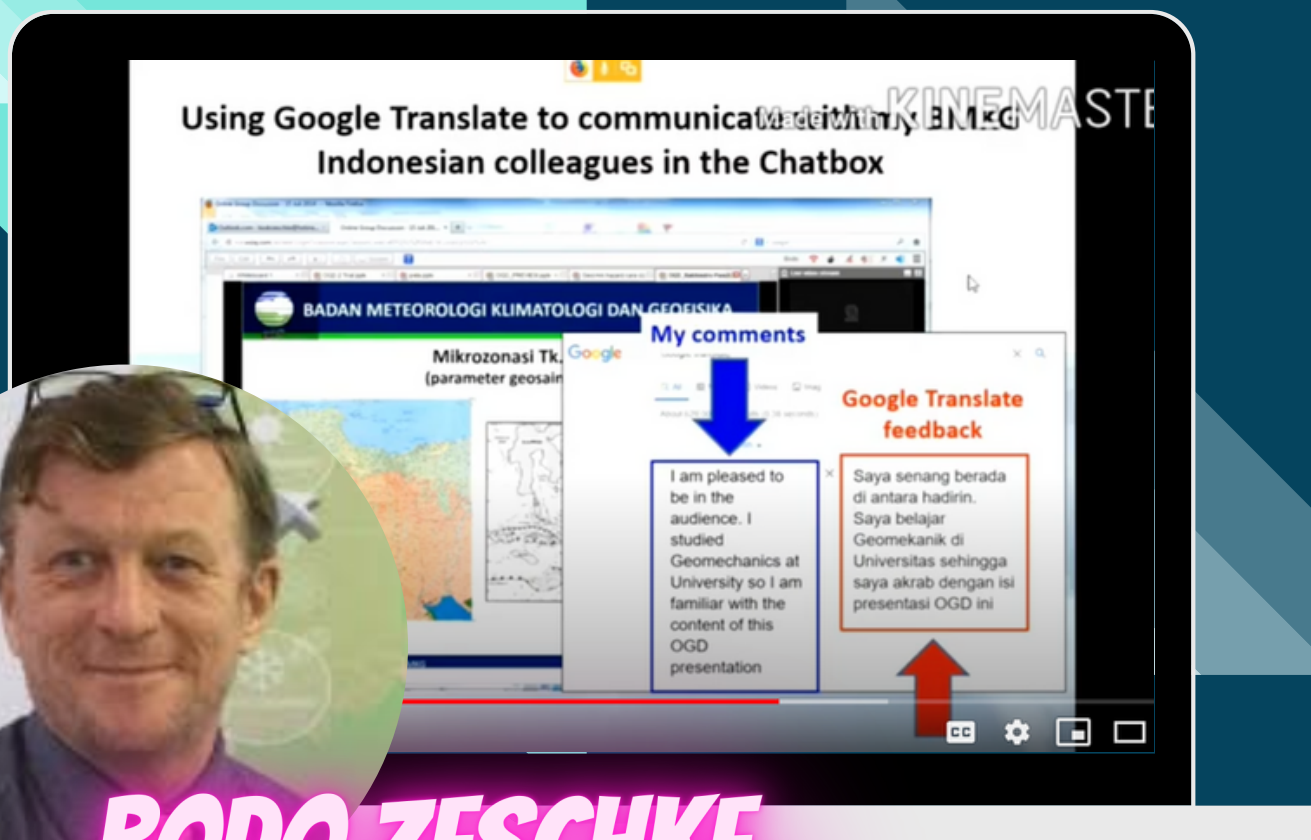 Using Google Translate to communicate with my BMKG
Made with KINEMASTE
Indonesian colleagues in the Chatbox
BADAN METEOROLOGI KLIMATOLOGI DAN GEOFISIKA
Mikrozonasi Tk.
(parameter geosain
Google
My comments
Google Translate
feedback
I am pleased to
be in the
audience. I
studied
Geomechanics at
University so I am
familiar with the
content of this
OGD
presentation
Saya senang berada
di antara hadirin.
Saya belajar
Geomekanik di
Universitas sehingga
saya akrab dengan isi
presentasi OGD ini
CC
BODO ZESCHKE